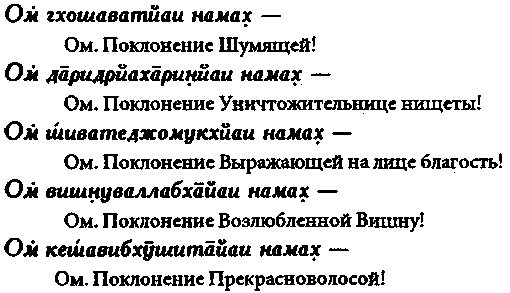 Ом̇ гхошаватйаи намах̣ —
Ом. Поклонение Шумящей!
Ом̇ да̄ридрйаха̄рин̣йаи намах̣ —
Ом. Поклонение Уничтожительнице нищеты!
Ом̇ ш́иватеджомукхйаи намах̣ —
Ом. Поклонение Выражающей на лице благость!
Ом̇ вишн̣уваллабха̄йаи намах̣ —
Ом. Поклонение Возлюбленной Вишну!
Ом̇ кеш́авибхӯшита̄йаи намах̣ —
Ом. Поклонение Прекрасноволосой!